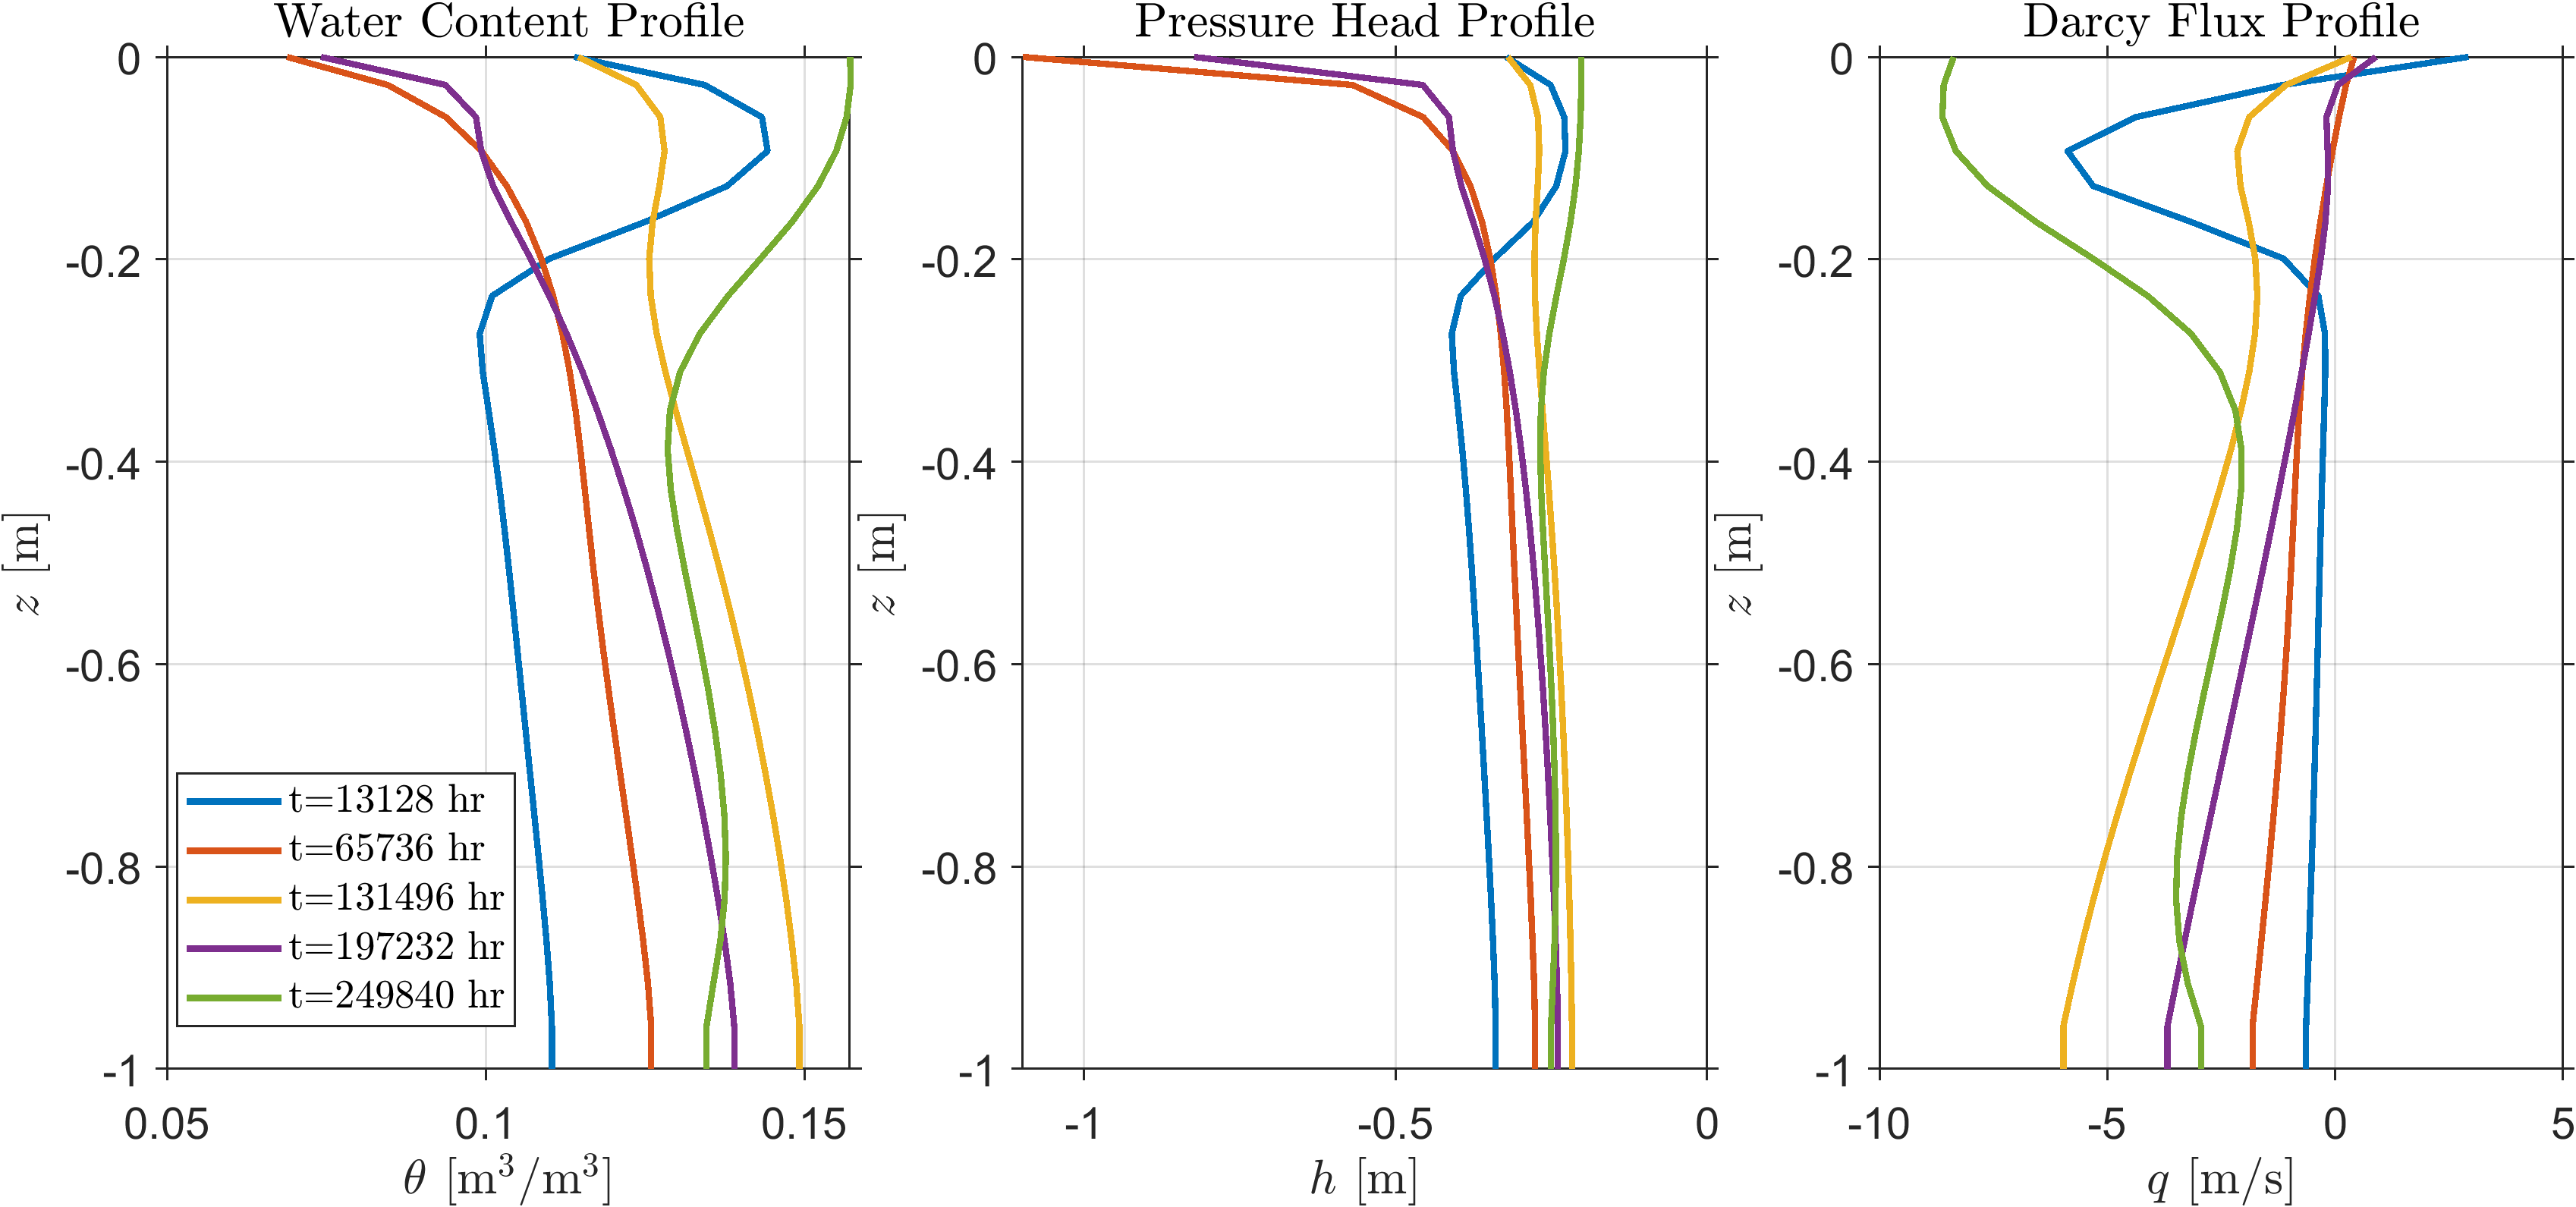 Water Content Profile
0
-0.2
-0.4
-0.6
-0.8
-1
z [m]
0.05 0.1 0.15
θ [m³/m³]
t=13128 hr
t=65736 hr
t=131496 hr
t=197232 hr
t=249840 hr
Pressure Head Profile
0
-0.2
-0.4
-0.6
-0.8
-1
z [m]
-1 -0.5 0
h [m]
Darcy Flux Profile
0
-0.2
-0.4
-0.6
-0.8
-1
z [m]
-10 -5 0 5
q [m/s]